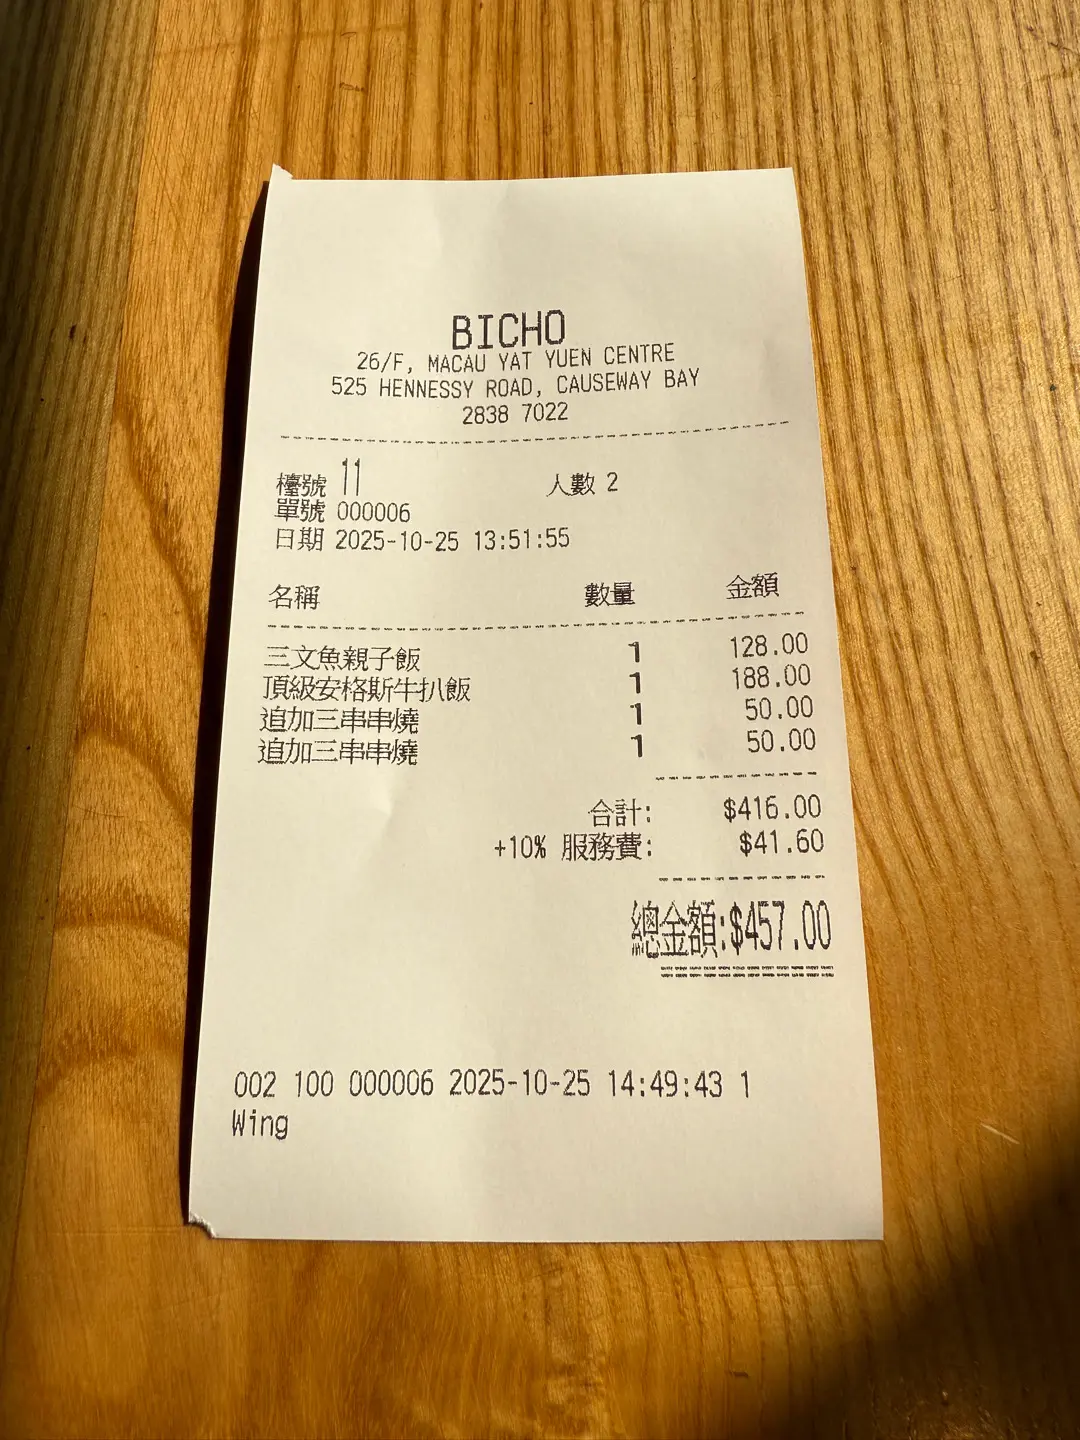 BICHO
26/F, MACAU YAT YUEN CENTRE
525 HENNESSY ROAD, CAUSEWAY BAY
2838 7022
檯號 11 人數 2
單號 000006
日期 2025-10-25 13:51:55
名稱 數量 金額
三文魚親子飯 1 128.00
頂級安格斯牛扒飯 1 188.00
追加三串串燒 1 50.00
追加三串串燒 1 50.00
合計: $416.00
+10% 服務費: $41.60
總金額:$457.00
002 100 000006 2025-10-25 14:49:43 1
Wing